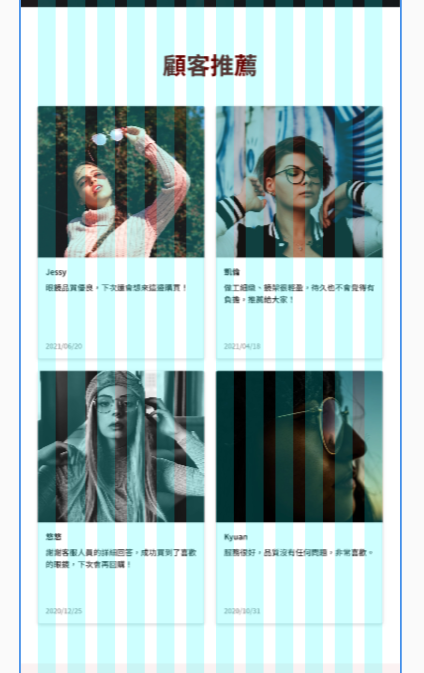 顧客推薦
Jessy
眼鏡品質優良，下次還會想來這邊購買！
凱倫
做工細緻、鏡架很輕盈，待久也不會覺得有
負擔，推薦給大家！
2021/06/20
2021/04/18
悠悠
謝謝客服人員的詳細回答，成功買到了喜歡
的眼鏡，下次會再回購！
Kyuan
服務很好，品質沒有任何問題，非常喜歡。
2020/12/25
2020/10/31